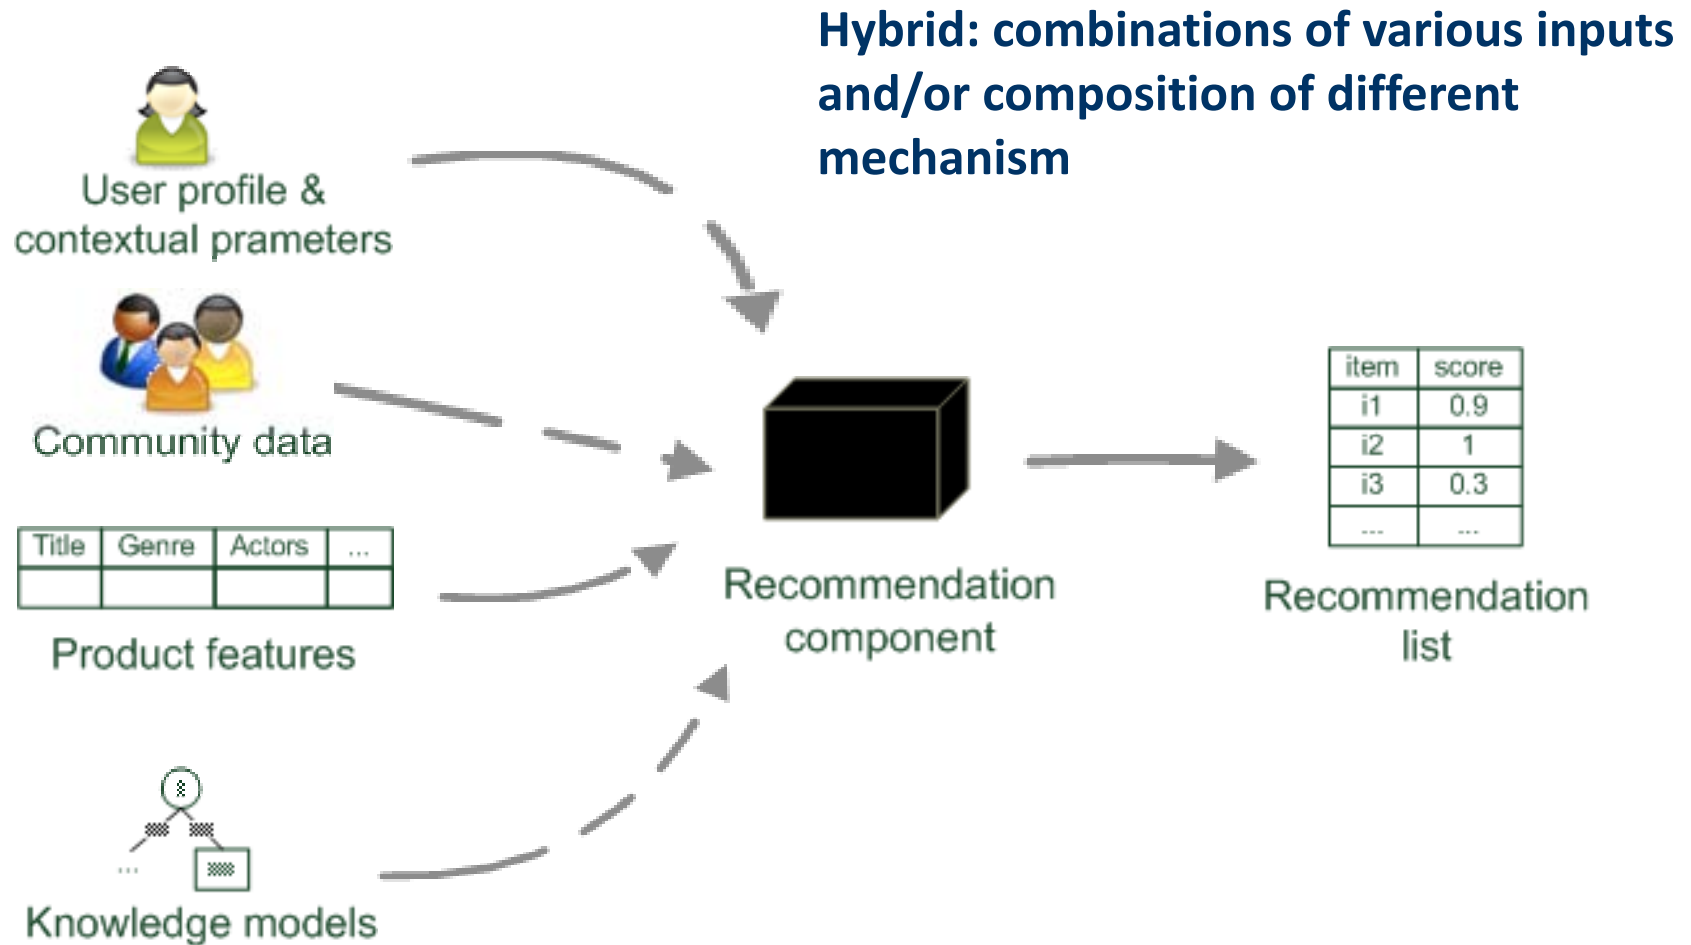 Hybrid: combinations of various inputs
and/or composition of different
mechanism
User profile &
contextual prameters
Community data
Title Genre Actors ...
Product features
Knowledge models
...
Recommendation
component
item score
i1 0.9
i2 1
i3 0.3
... ...
Recommendation
list